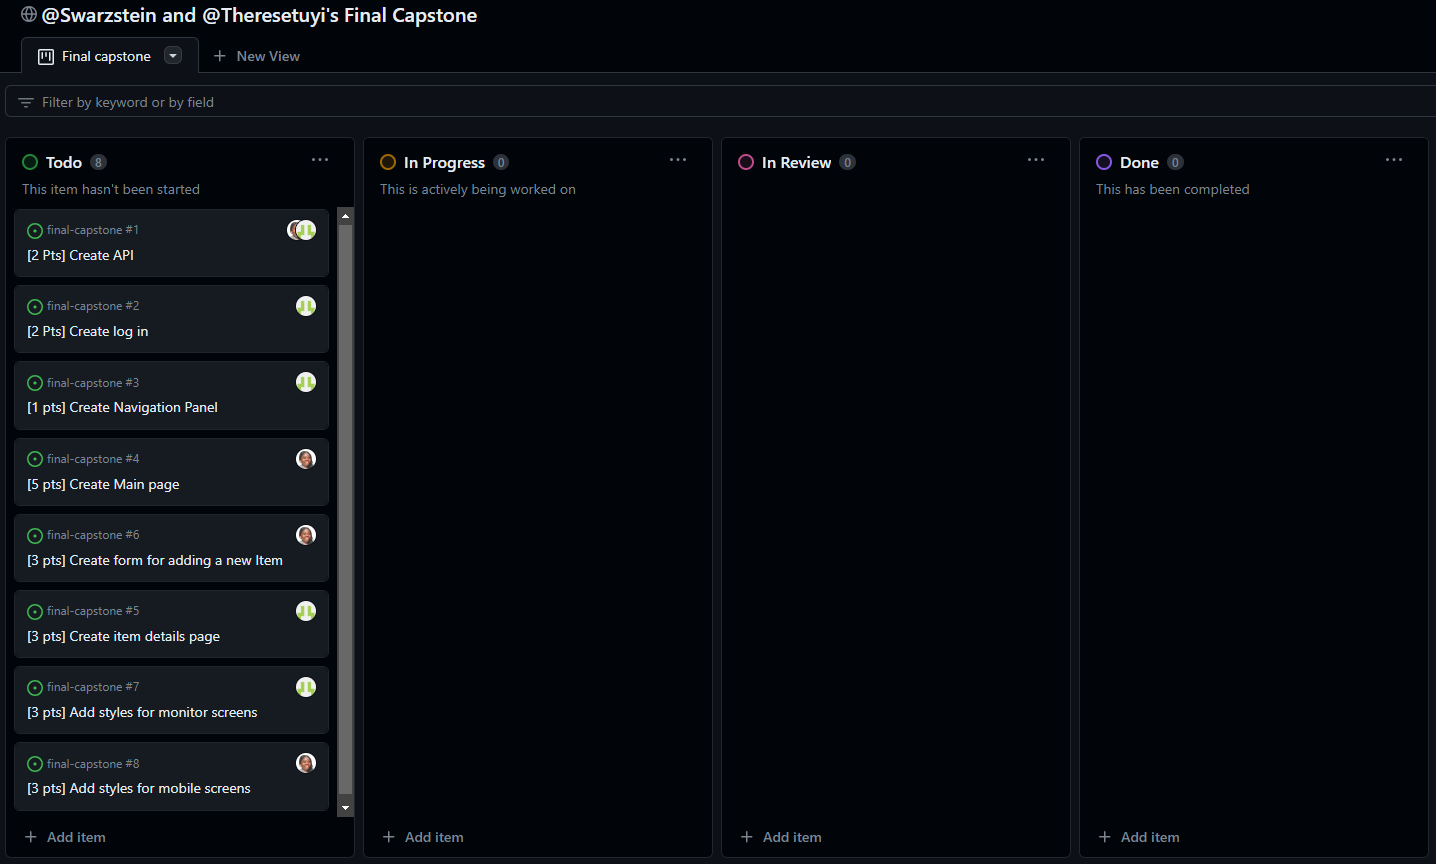 @Swarzstein and @Theresetuyi's Final Capstone
Final capstone
New View
Filter by keyword or by field
Todo 8
This item hasn't been started
final-capstone #1
[2 Pts] Create API
final-capstone #2
[2 Pts] Create log in
final-capstone #3
[1 pts] Create Navigation Panel
final-capstone #4
[5 pts] Create Main page
final-capstone #6
[3 pts] Create form for adding a new Item
final-capstone #5
[3 pts] Create item details page
final-capstone #7
[3 pts] Add styles for monitor screens
final-capstone #8
[3 pts] Add styles for mobile screens
+ Add item
In Progress 0
This is actively being worked on
+ Add item
In Review 0
+ Add item
Done 0
This has been completed
+ Add item